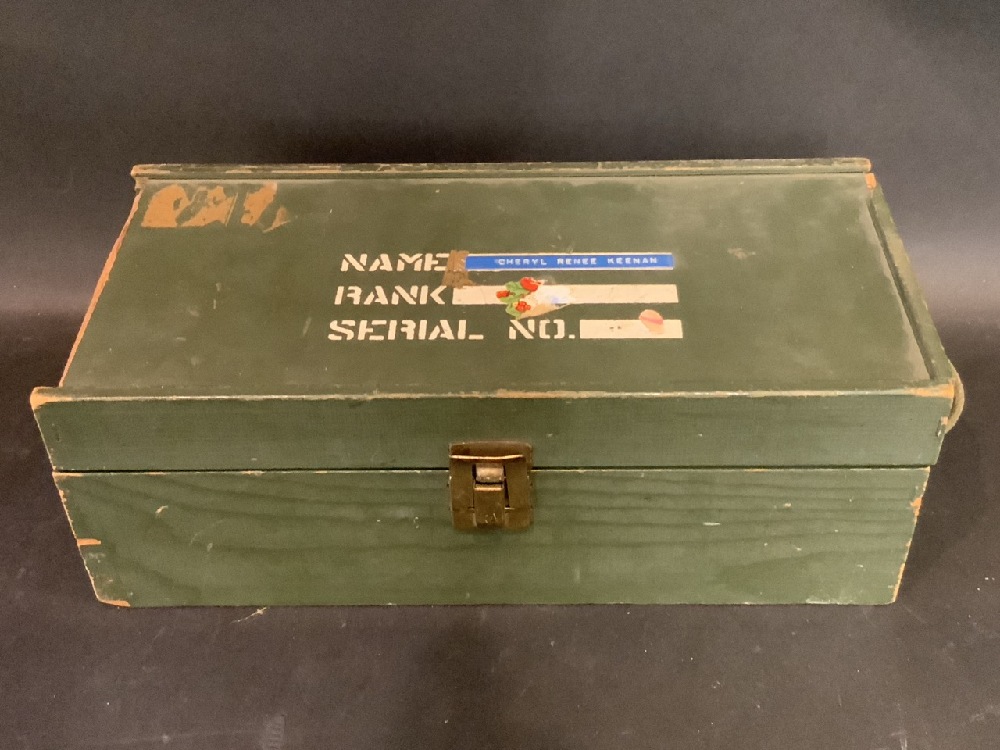 NAME CHERYL RENEE KEENAN
RANK
SERIAL NO.